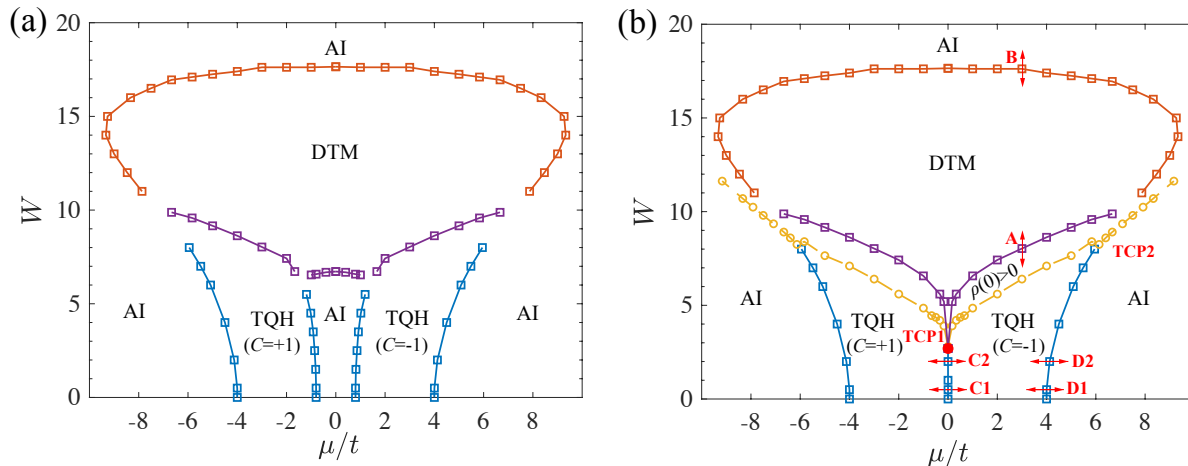 (a)
20
15
10
5
0
W
-8 -6 -4 -2 0 2 4 6 8
μ/t
AI
DTM
AI
TQH
(C=+1)
AI
TQH
(C=-1)
AI
(b)
20
15
10
5
0
W
-8 -6 -4 -2 0 2 4 6 8
μ/t
AI
B
DTM
A
ρ(0)>0
TCP2
TCP1
AI
TQH
(C=+1)
TQH
(C=-1)
AI
C2
D2
C1
D1